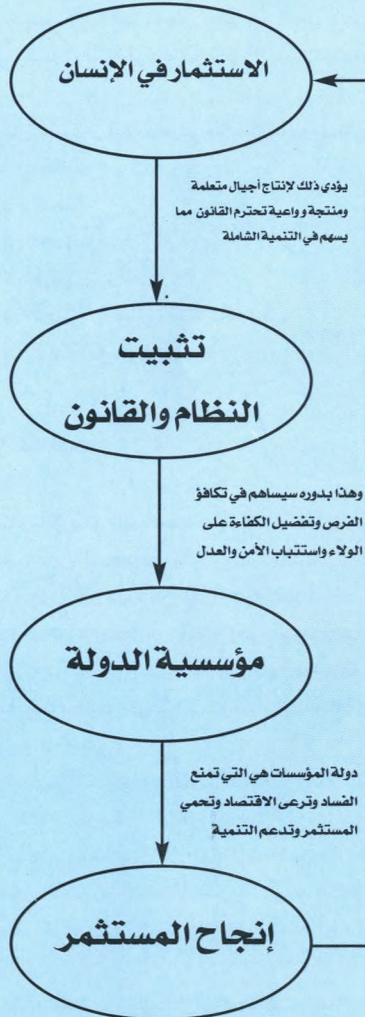 الاستثمار في الإنسان
يؤدي ذلك لإنتاج أجيال متعلمة
ومنتجة وواعية تحترم القانون مما
يسهم في التنمية الشاملة
تثبيت
النظام والقانون
وهذا بدوره سيساهم في تكافؤ
الفرص وتفضيل الكفاءة على
الولاء واستتباب الأمن والعدل
مؤسسية الدولة
دولة المؤسسات هي التي تمنع
الفساد وترعى الاقتصاد وتحمي
المستثمر وتدعم التنمية
إنجاح المستثمر